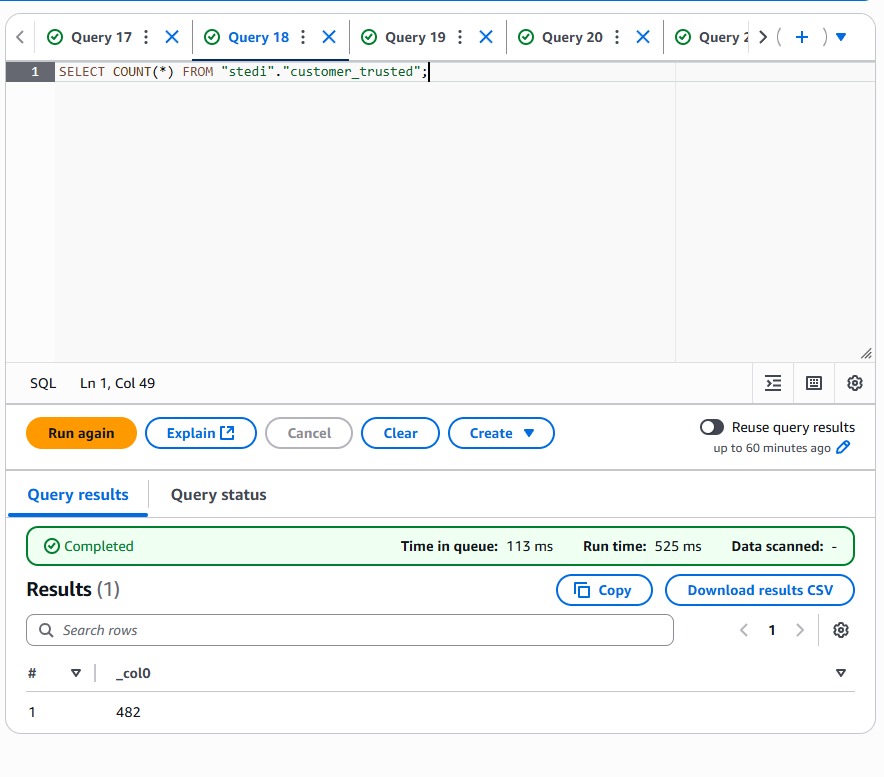 Query 17 Query 18 Query 19 Query 20 Query 2
1 SELECT COUNT(*) FROM "stedi"."customer_trusted";
SQL Ln 1, Col 49
Run again Explain Cancel Clear Create Reuse query results
up to 60 minutes ago
Query results Query status
Completed Time in queue: 113 ms Run time: 525 ms Data scanned: -
Results (1) Copy Download results CSV
Search rows 1
# _col0
1 482